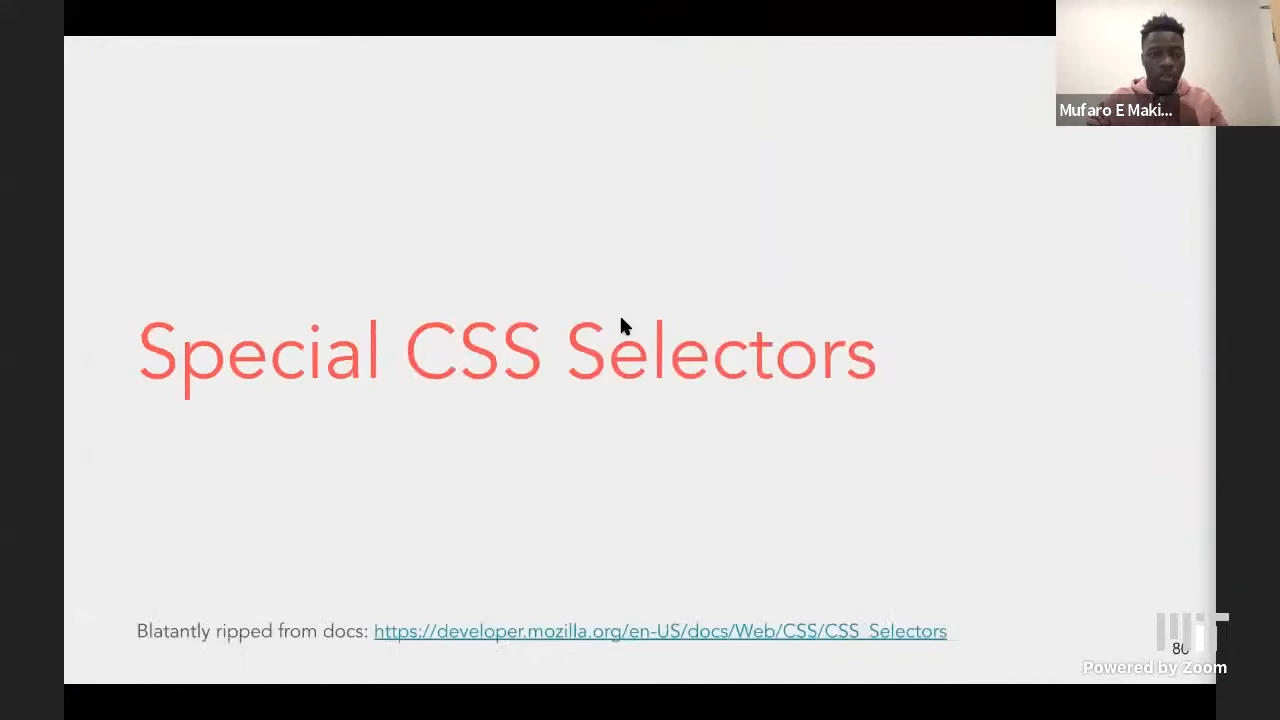 Mufaro E Maki...
Special CSS Selectors
Blatantly ripped from docs: https://developer.mozilla.org/en-US/docs/Web/CSS/CSS_Selectors
MIT
Powered by Zoom